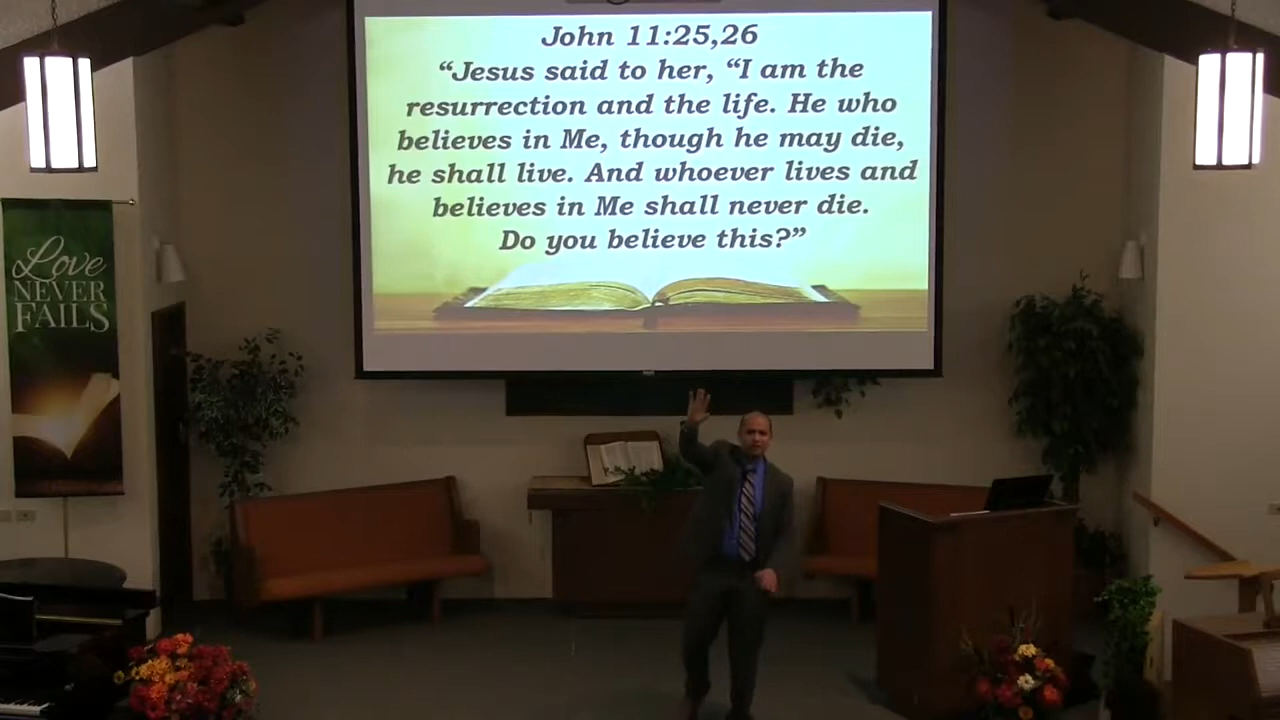 John 11:25,26
“Jesus said to her, “I am the
resurrection and the life. He who
believes in Me, though he may die,
he shall live. And whoever lives and
believes in Me shall never die.
Do you believe this?”
Love
NEVER
FAILS